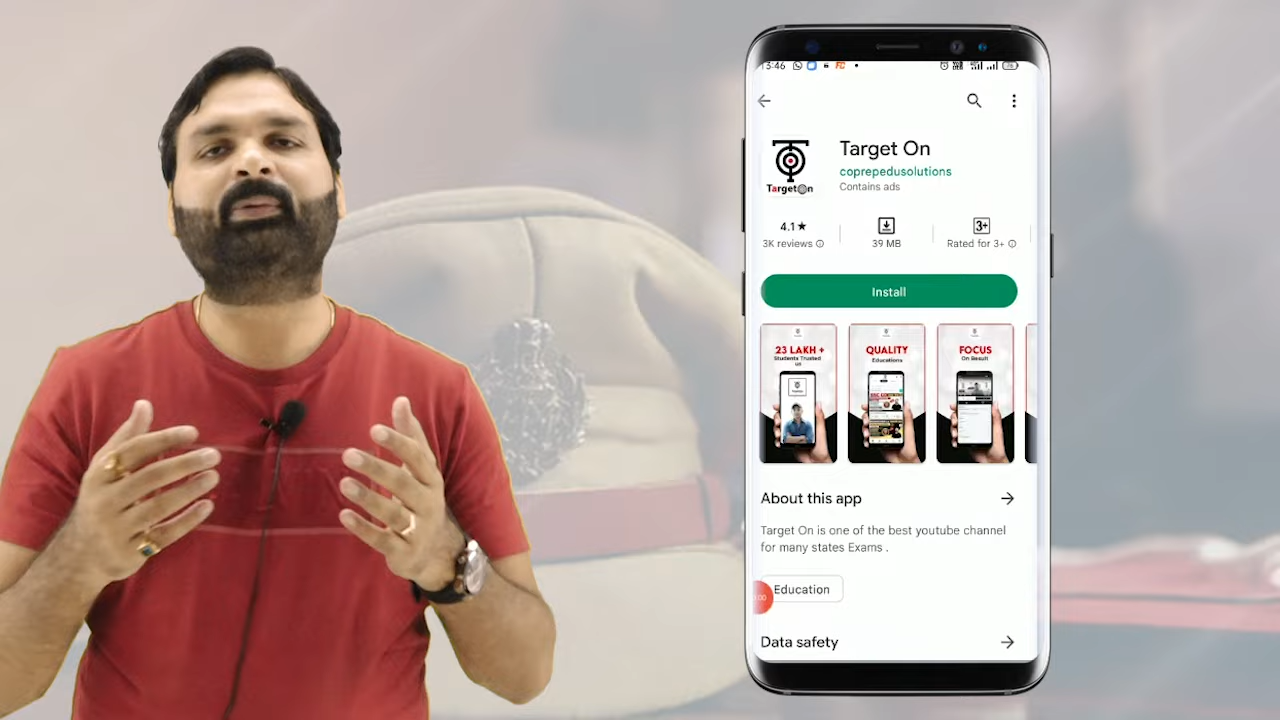 13:46
Target On
coprepedusolutions
Contains ads
TargetOn
4.1★
3K reviews
39 MB
3+
Rated for 3+
Install
23 LAKH +
Students Trusted
us
QUALITY
Educations
FOCUS
On Result
About this app
Target On is one of the best youtube channel
for many states Exams .
Education
Data safety